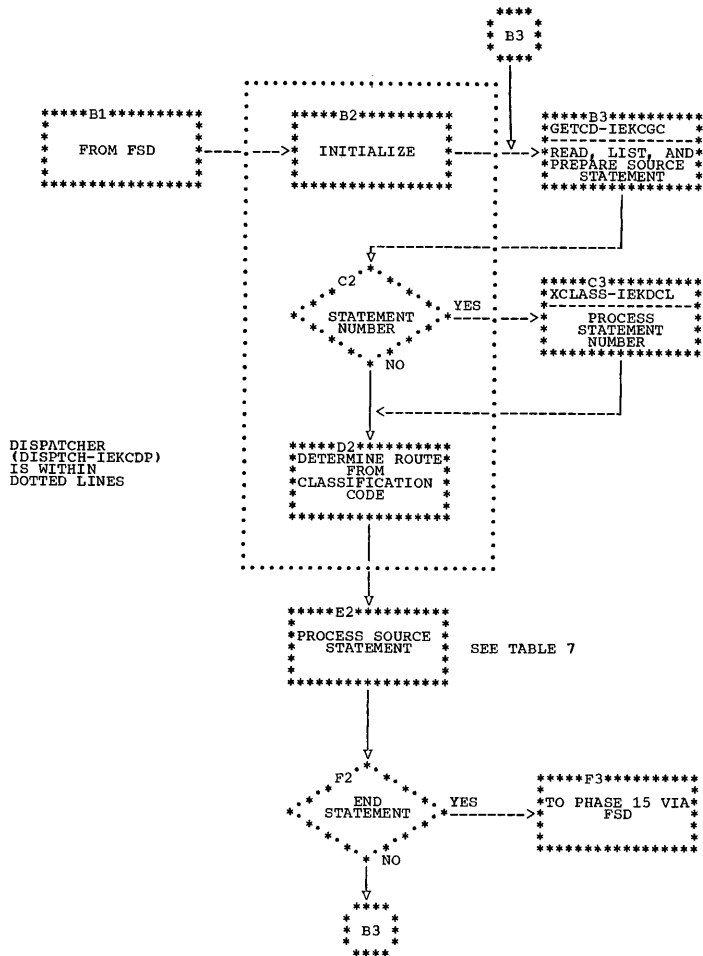 B3
B1
FROM FSD
B2
INITIALIZE
B3
GETCD-IEKCGC
READ, LIST, AND
PREPARE SOURCE
STATEMENT
C2
STATEMENT
NUMBER
YES
NO
C3
XCLASS-IEKDCL
PROCESS
STATEMENT
NUMBER
DISPATCHER
(DISPTCH-IEKCDP)
IS WITHIN
DOTTED LINES
D2
DETERMINE ROUTE
FROM
CLASSIFICATION
CODE
E2
PROCESS SOURCE
STATEMENT
SEE TABLE 7
F2
END
STATEMENT
YES
NO
F3
TO PHASE 15 VIA
FSD
B3